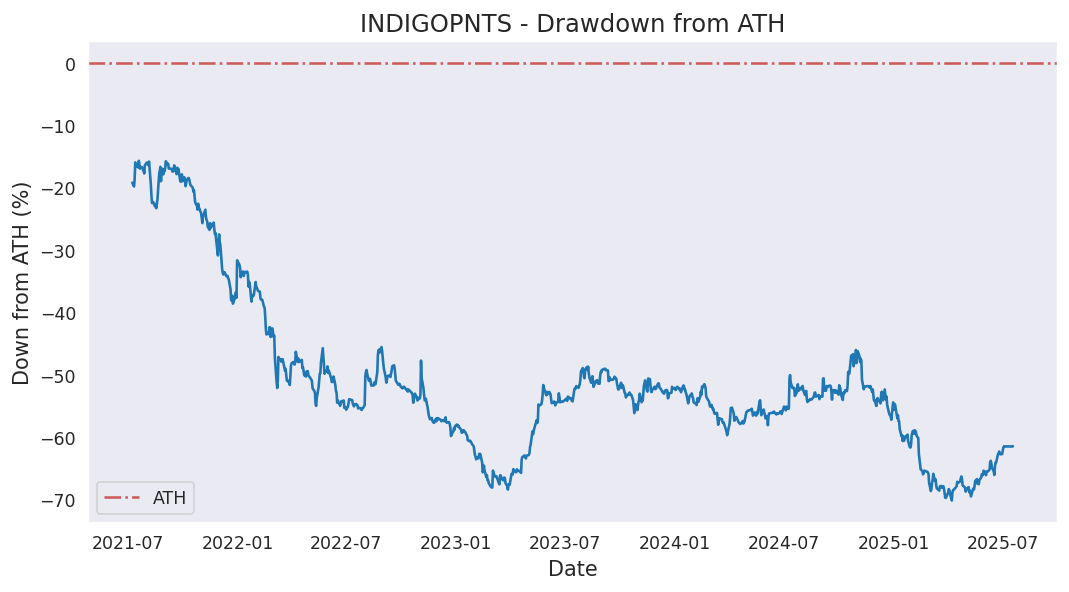 INDIGOPNTS - Drawdown from ATH
Down from ATH (%)
0
−10
−20
−30
−40
−50
−60
−70
ATH
2021-07 2022-01 2022-07 2023-01 2023-07 2024-01 2024-07 2025-01 2025-07
Date